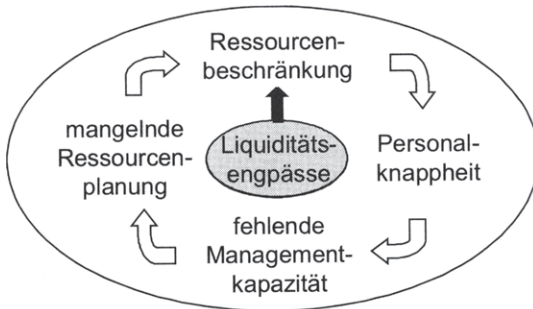 Ressourcen-
beschränkung
mangelnde
Ressourcen-
planung
Liquiditäts-
engpässe
Personal-
knappheit
fehlende
Management-
kapazität